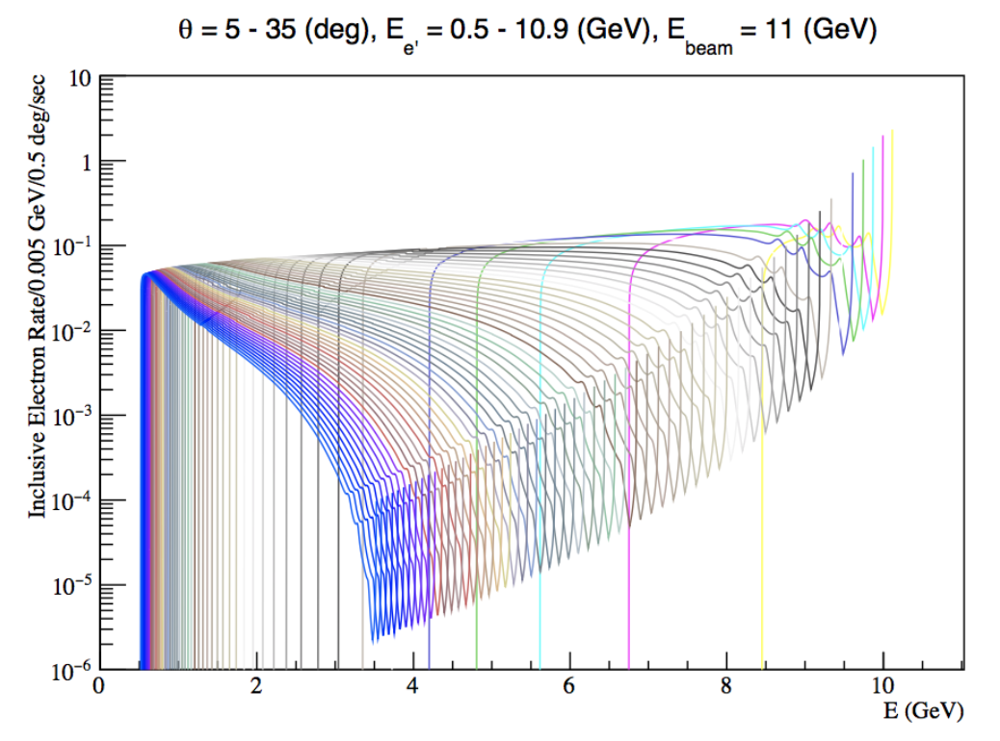 θ = 5 - 35 (deg), E_e' = 0.5 - 10.9 (GeV), E_beam = 11 (GeV)
Inclusive Electron Rate/0.005 GeV/0.5 deg/sec
10
1
10⁻¹
10⁻²
10⁻³
10⁻⁴
10⁻⁵
10⁻⁶
0 2 4 6 8 10
E (GeV)